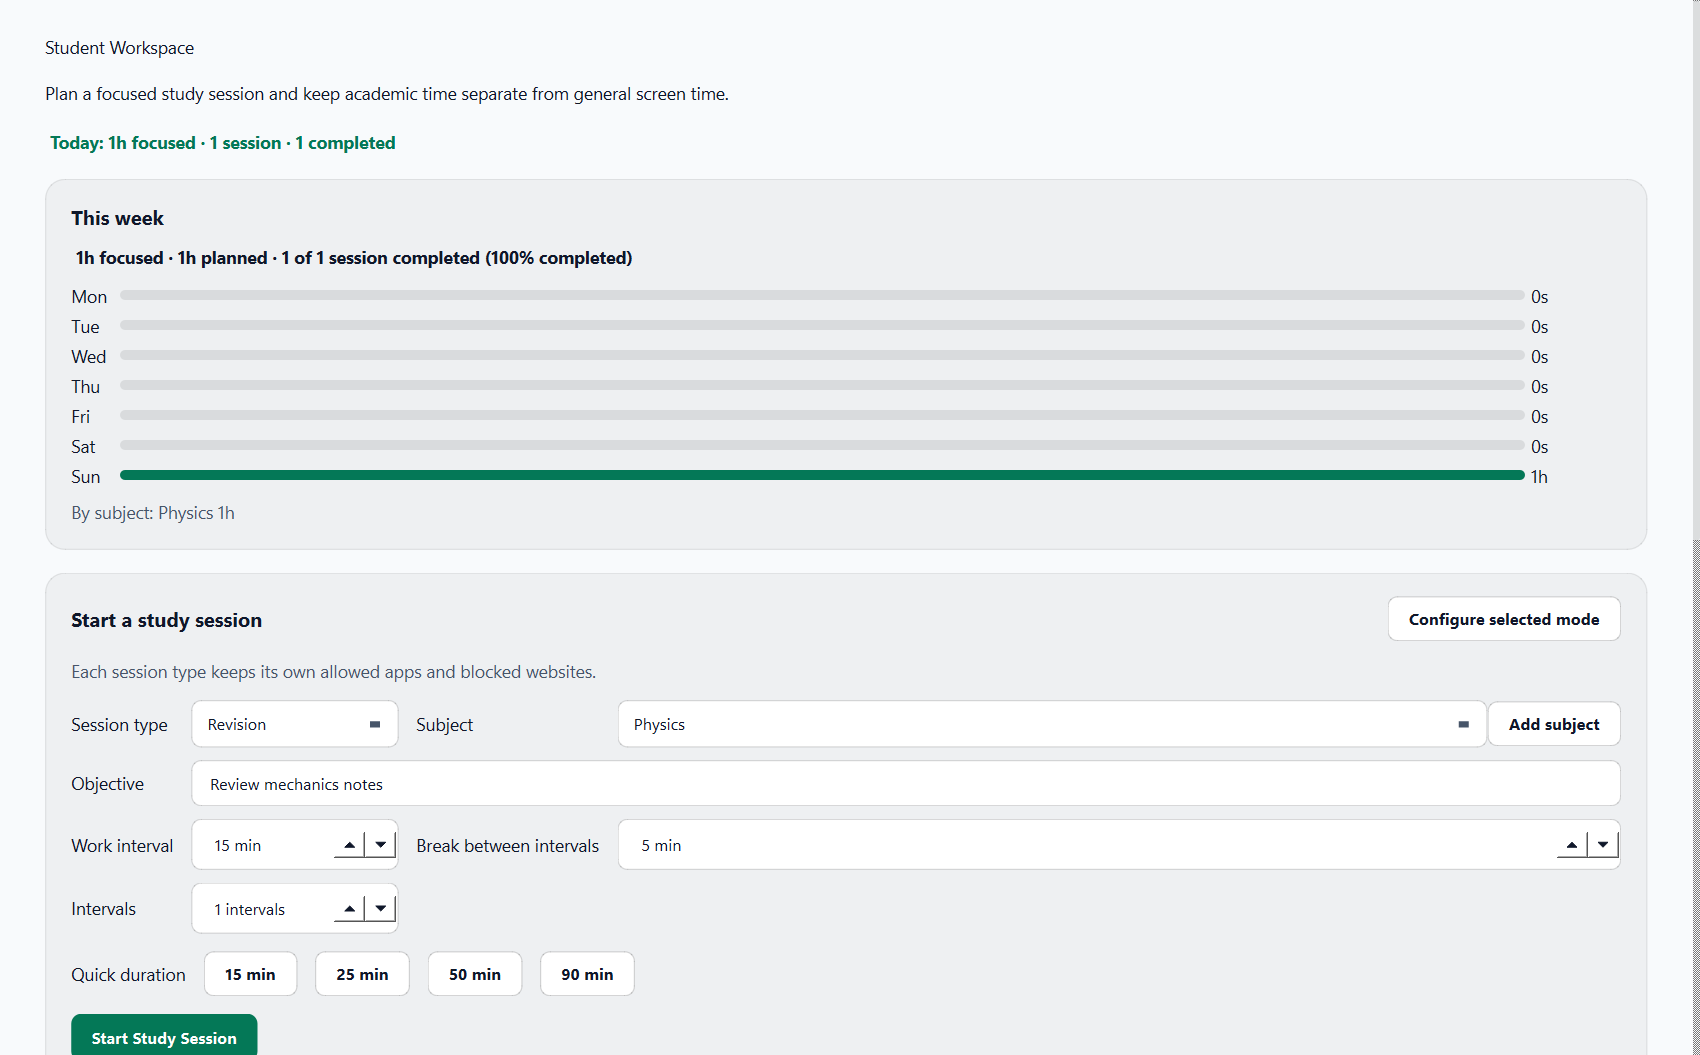 Student Workspace
Plan a focused study session and keep academic time separate from general screen time.
Today: 1h focused · 1 session · 1 completed
This week
1h focused · 1h planned · 1 of 1 session completed (100% completed)
Mon 0s
Tue 0s
Wed 0s
Thu 0s
Fri 0s
Sat 0s
Sun 1h
By subject: Physics 1h
Start a study session Configure selected mode
Each session type keeps its own allowed apps and blocked websites.
Session type Revision Subject Physics Add subject
Objective Review mechanics notes
Work interval 15 min Break between intervals 5 min
Intervals 1 intervals
Quick duration 15 min 25 min 50 min 90 min
Start Study Session